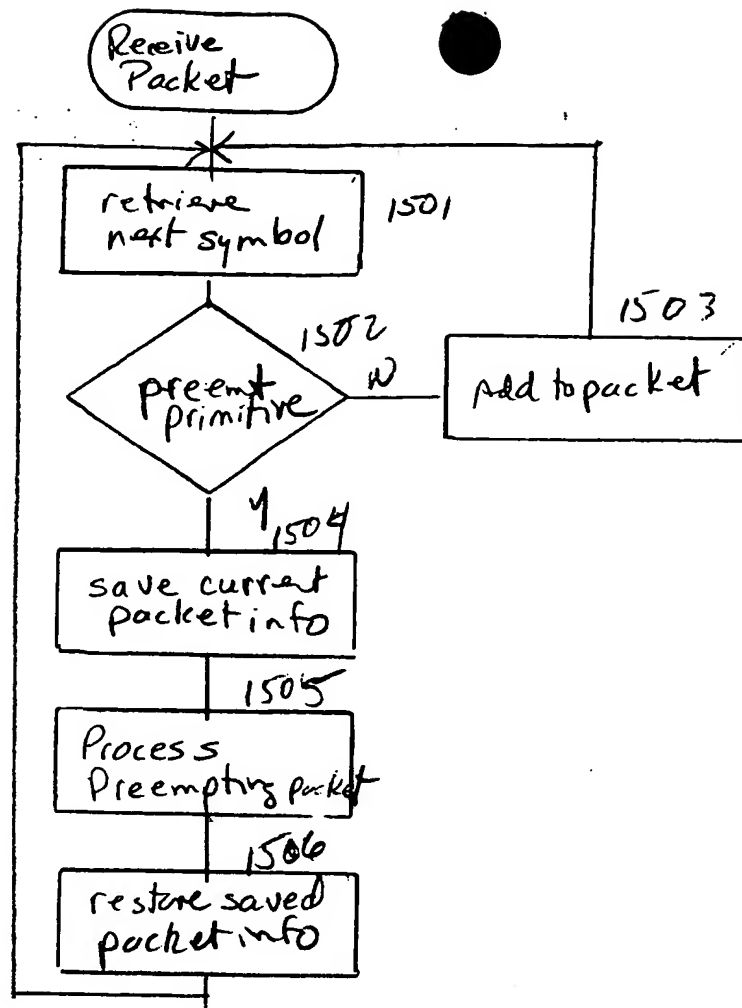 Receive
Packet
retrieve
next symbol
1501
1502
preemt
primitive
N
1503
Add to packet
Y
1504
save current
packet info
1505
Process
Preempting packet
1506
restore saved
packet info